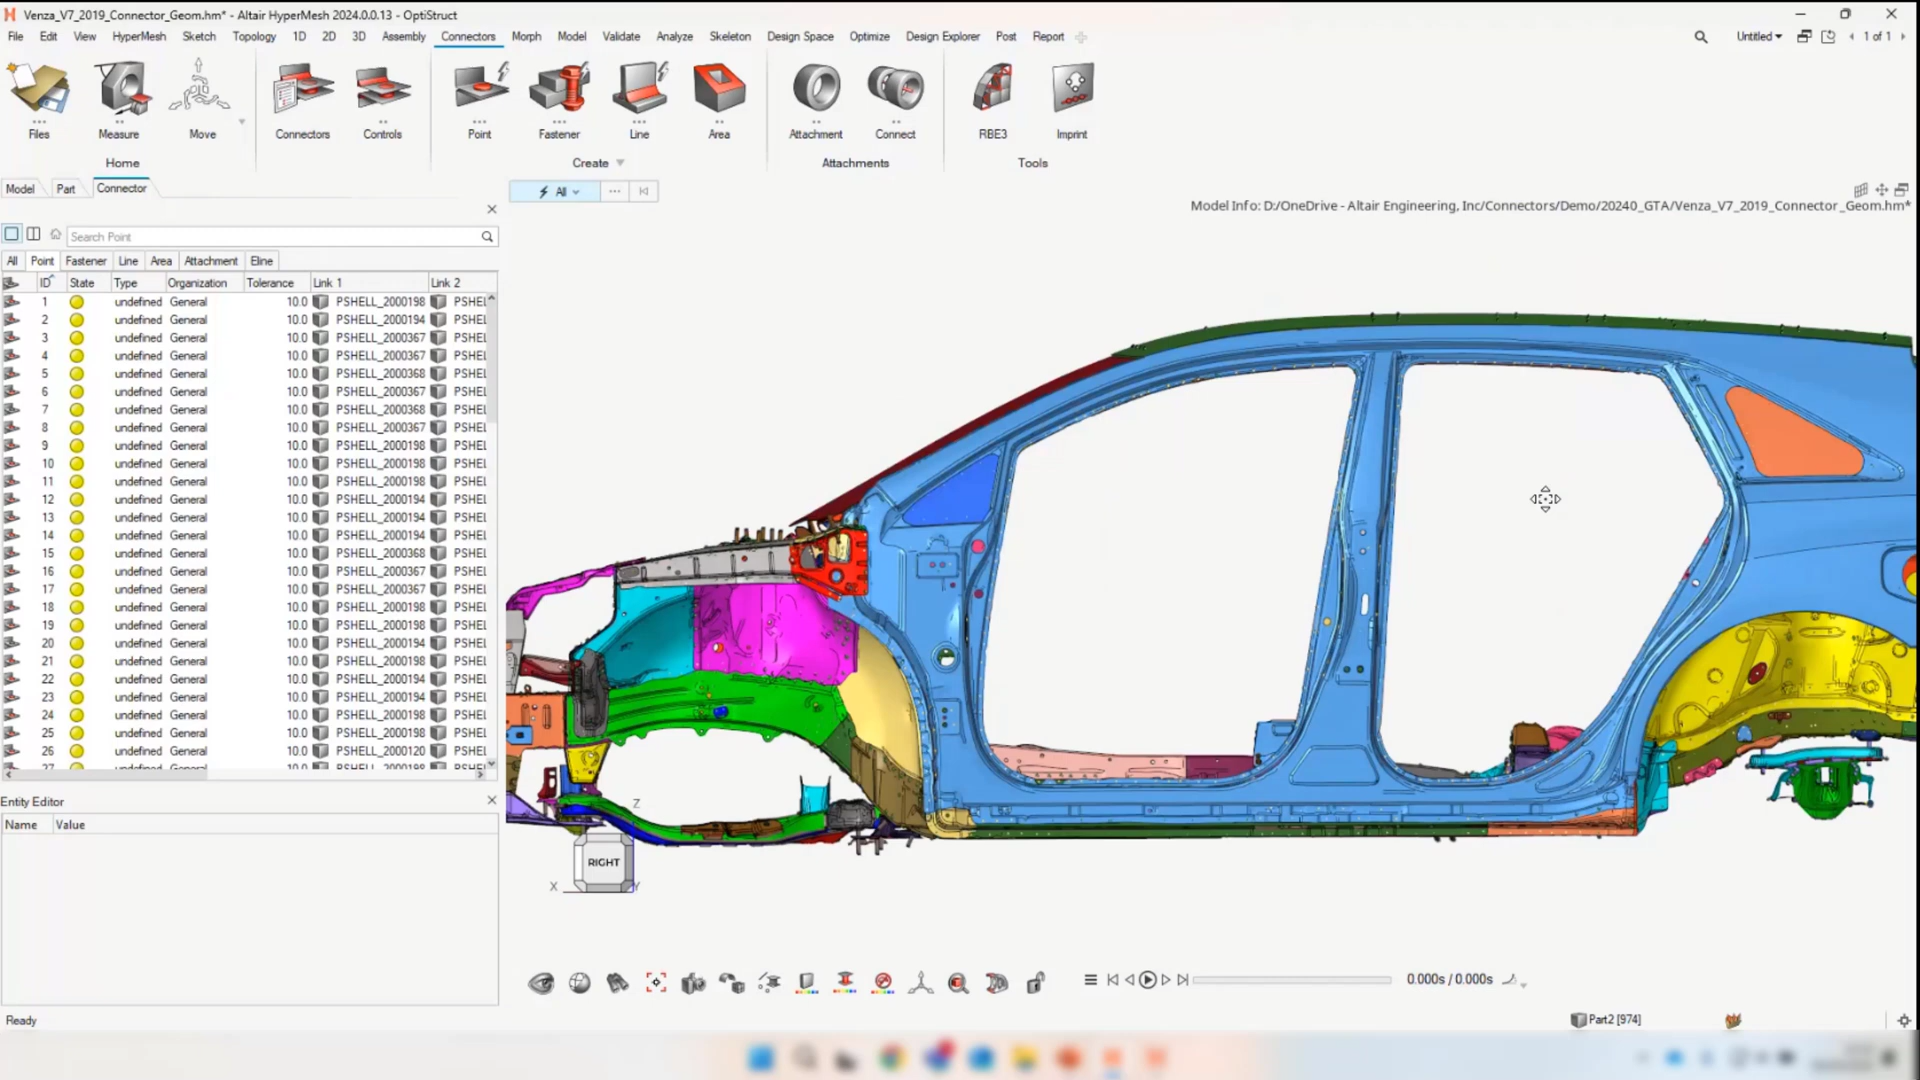 Venza_V7_2019_Connector_Geom.hm* - Altair HyperMesh 2024.0.0.13 - OptiStruct
File Edit View HyperMesh Sketch Topology 1D 2D 3D Assembly Connectors Morph Model Validate Analyze Skeleton Design Space Optimize Design Explorer Post Report Untitled 1 of 1
Files Measure Move Connectors Controls Point Fastener Line Area Attachment Connect RBE3 Imprint
Home Create Attachments Tools
Model Part Connector
All
Model Info: D:/OneDrive - Altair Engineering, Inc/Connectors/Demo/20240_GTA/Venza_V7_2019_Connector_Geom.hm*
Search Point
All Point Fastener Line Area Attachment Eline
ID State Type Organization Tolerance Link 1 Link 2
1 undefined General 10.0 PSHELL_2000198 PSHEL
2 undefined General 10.0 PSHELL_2000194 PSHEL
3 undefined General 10.0 PSHELL_2000367 PSHEL
4 undefined General 10.0 PSHELL_2000367 PSHEL
5 undefined General 10.0 PSHELL_2000368 PSHEL
6 undefined General 10.0 PSHELL_2000367 PSHEL
7 undefined General 10.0 PSHELL_2000368 PSHEL
8 undefined General 10.0 PSHELL_2000367 PSHEL
9 undefined General 10.0 PSHELL_2000198 PSHEL
10 undefined General 10.0 PSHELL_2000198 PSHEL
11 undefined General 10.0 PSHELL_2000198 PSHEL
12 undefined General 10.0 PSHELL_2000194 PSHEL
13 undefined General 10.0 PSHELL_2000194 PSHEL
14 undefined General 10.0 PSHELL_2000194 PSHEL
15 undefined General 10.0 PSHELL_2000368 PSHEL
16 undefined General 10.0 PSHELL_2000367 PSHEL
17 undefined General 10.0 PSHELL_2000367 PSHEL
18 undefined General 10.0 PSHELL_2000198 PSHEL
19 undefined General 10.0 PSHELL_2000198 PSHEL
20 undefined General 10.0 PSHELL_2000194 PSHEL
21 undefined General 10.0 PSHELL_2000198 PSHEL
22 undefined General 10.0 PSHELL_2000194 PSHEL
23 undefined General 10.0 PSHELL_2000194 PSHEL
24 undefined General 10.0 PSHELL_2000198 PSHEL
25 undefined General 10.0 PSHELL_2000198 PSHEL
26 undefined General 10.0 PSHELL_2000120 PSHEL
27 undefined General 10.0 PSHELL_2000198 PSHEL
Entity Editor
Name Value
Z
RIGHT
X Y
0.000s / 0.000s
Ready
Part2 [974]